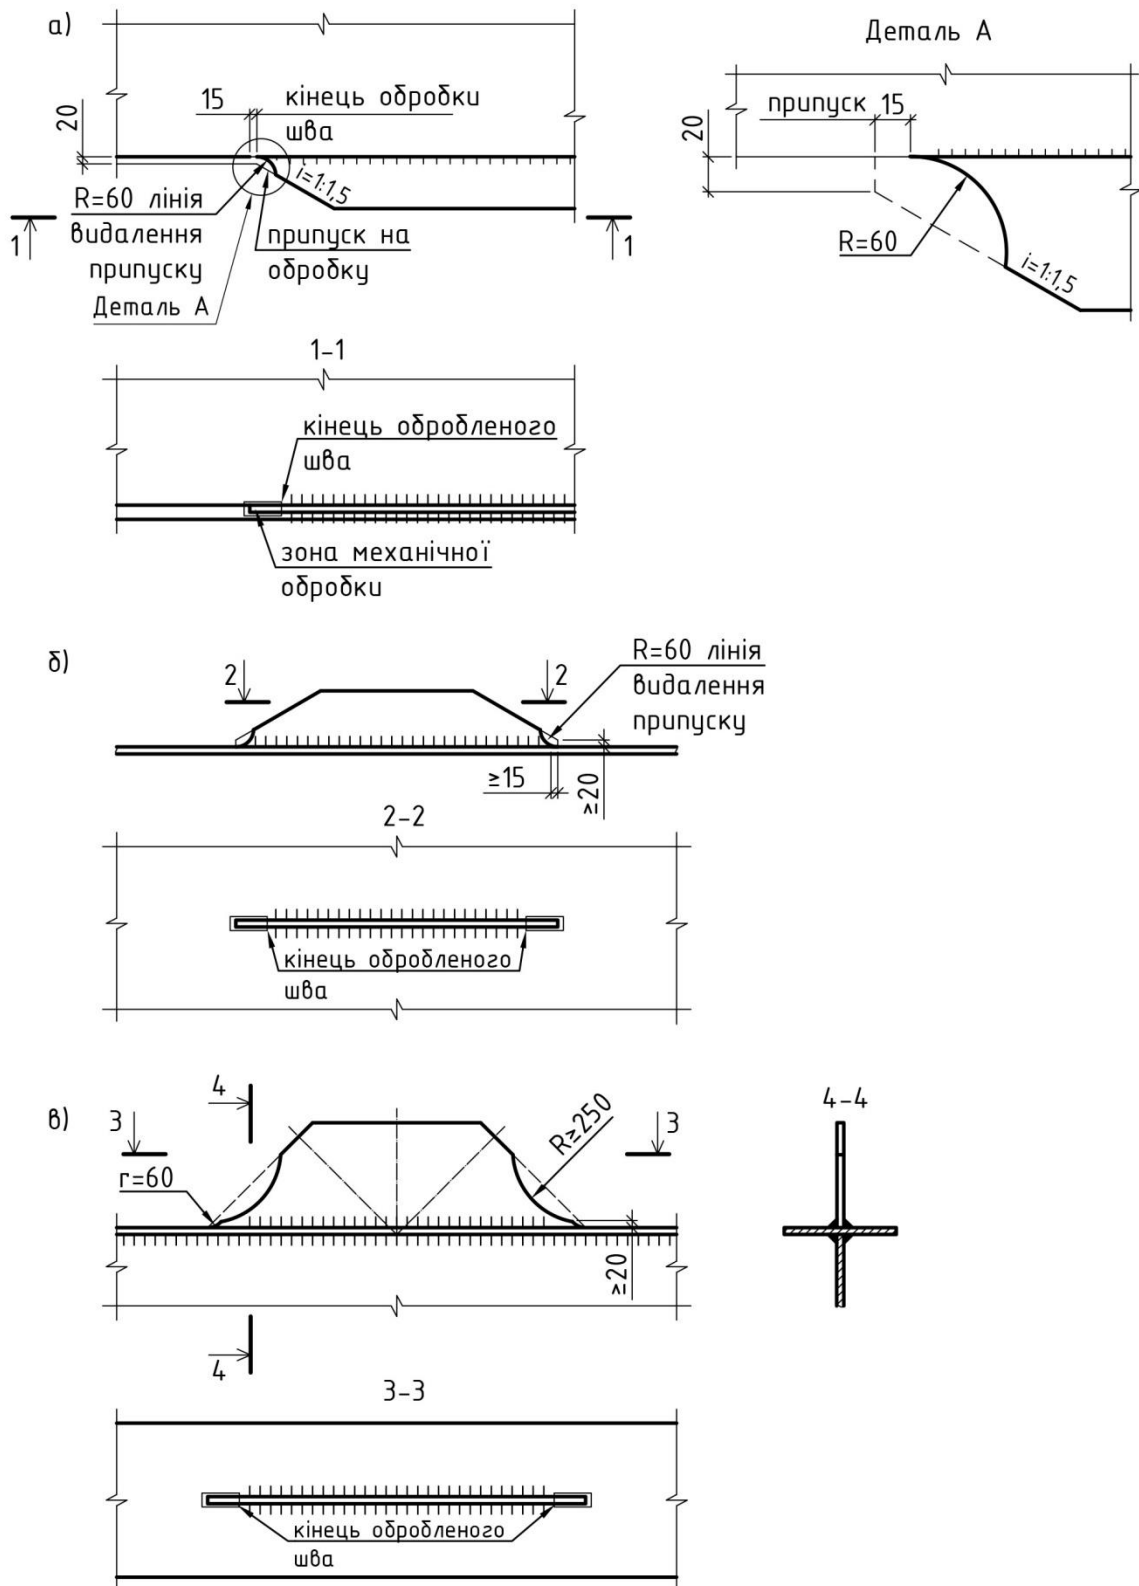 а)
Деталь А
15
кінець обробки
шва
20
і=1:1,5
R=60 лінія
видалення
припуску
припуск на
обробку
Деталь А
1
1
припуск
15
20
R=60
і=1:1,5
1-1
кінець обробленого
шва
зона механічної
обробки
б)
2
2
R=60 лінія
видалення
припуску
≥15
≥20
2-2
кінець обробленого
шва
в)
4
3
3
r=60
R≥250
≥20
4
4-4
3-3
кінець обробленого
шва